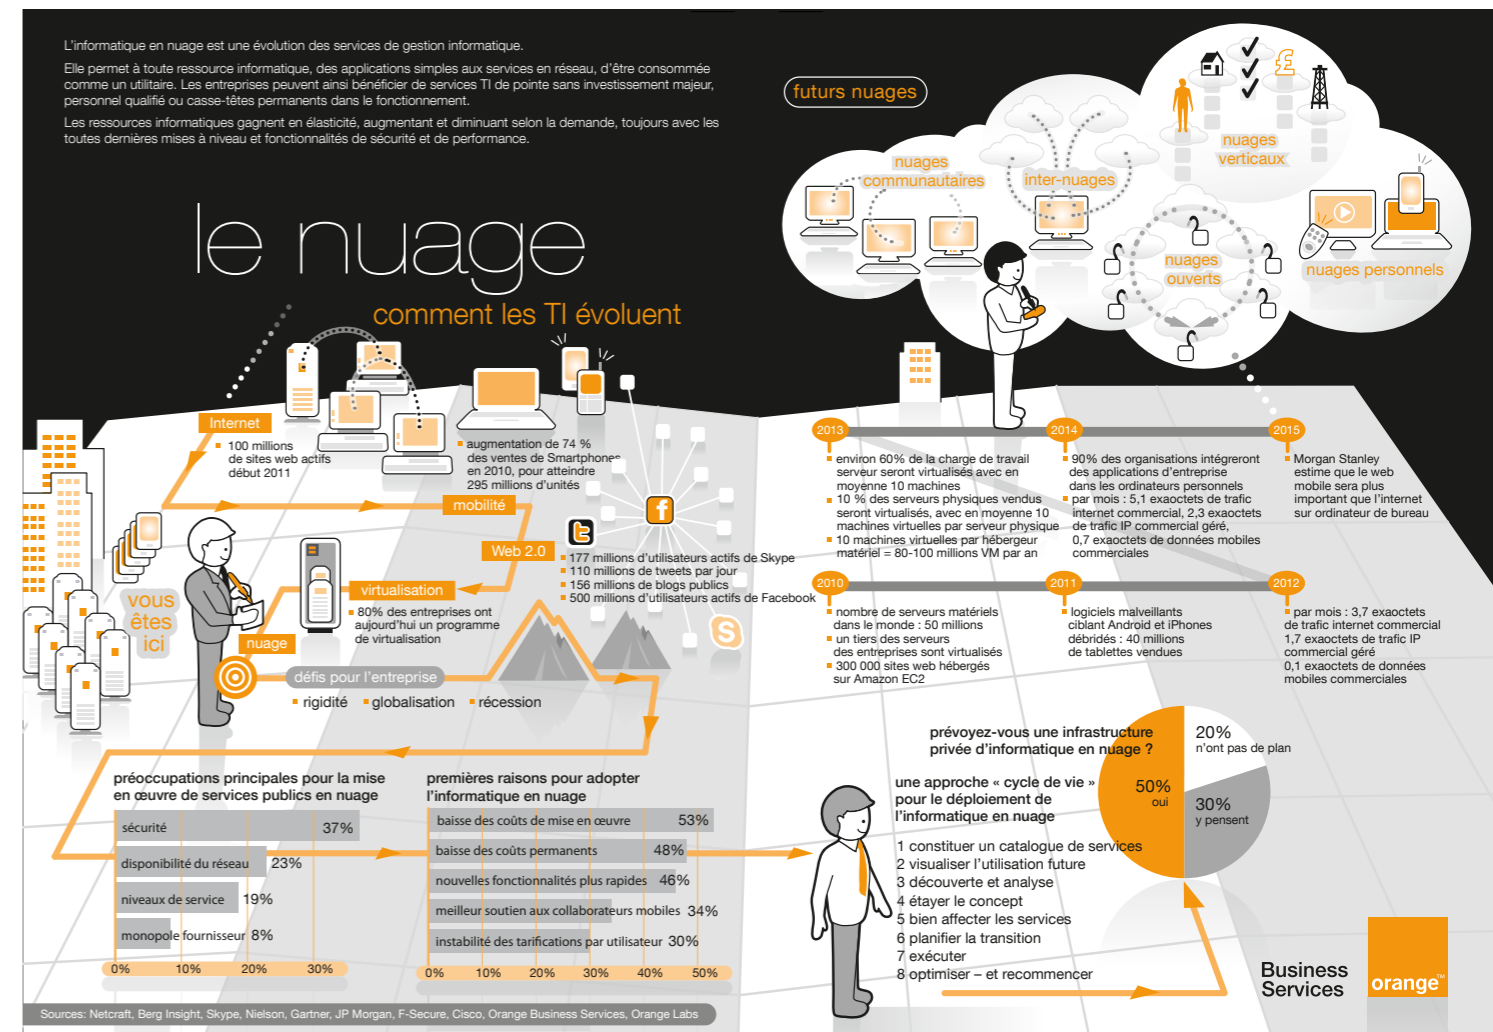 L'informatique en nuage est une évolution des services de gestion informatique.
Elle permet à toute ressource informatique, des applications simples aux services en réseau, d'être consommée
comme un utilitaire. Les entreprises peuvent ainsi bénéficier de services TI de pointe sans investissement majeur,
personnel qualifié ou casse-têtes permanents dans le fonctionnement.
Les ressources informatiques gagnent en élasticité, augmentant et diminuant selon la demande, toujours avec les
toutes dernières mises à niveau et fonctionnalités de sécurité et de performance.
le nuage
comment les TI évoluent
futurs nuages
nuages
communautaires
inter-nuages
£
nuages
verticaux
nuages
ouverts
nuages personnels
Internet
100 millions
de sites web actifs
début 2011
augmentation de 74 %
des ventes de Smartphones
en 2010, pour atteindre
295 millions d'unités
mobilité
f
t
Web 2.0
177 millions d'utilisateurs actifs de Skype
110 millions de tweets par jour
156 millions de blogs publics
500 millions d'utilisateurs actifs de Facebook
S
virtualisation
80% des entreprises ont
aujourd'hui un programme
de virtualisation
vous
êtes
ici
nuage
défis pour l'entreprise
rigidité
globalisation
récession
2013
environ 60% de la charge de travail
serveur seront virtualisés avec en
moyenne 10 machines
10 % des serveurs physiques vendus
seront virtualisés, avec en moyenne 10
machines virtuelles par serveur physique
10 machines virtuelles par hébergeur
matériel = 80-100 millions VM par an
2014
90% des organisations intégreront
des applications d'entreprise
dans les ordinateurs personnels
par mois : 5,1 exaoctets de trafic
internet commercial, 2,3 exaoctets
de trafic IP commercial géré,
0,7 exaoctets de données mobiles
commerciales
2015
Morgan Stanley
estime que le web
mobile sera plus
important que l'internet
sur ordinateur de bureau
2010
nombre de serveurs matériels
dans le monde : 50 millions
un tiers des serveurs
des entreprises sont virtualisés
300 000 sites web hébergés
sur Amazon EC2
2011
logiciels malveillants
ciblant Android et iPhones
débridés : 40 millions
de tablettes vendues
2012
par mois : 3,7 exaoctets
de trafic internet commercial
1,7 exaoctets de trafic IP
commercial géré
0,1 exaoctets de données
mobiles commerciales
préoccupations principales pour la mise
en œuvre de services publics en nuage
sécurité 37%
disponibilité du réseau 23%
niveaux de service 19%
monopole fournisseur 8%
0% 10% 20% 30%
premières raisons pour adopter
l'informatique en nuage
baisse des coûts de mise en œuvre 53%
baisse des coûts permanents 48%
nouvelles fonctionnalités plus rapides 46%
meilleur soutien aux collaborateurs mobiles 34%
instabilité des tarifications par utilisateur 30%
0% 10% 20% 30% 40% 50%
prévoyez-vous une infrastructure
privée d'informatique en nuage ?
20%
n'ont pas de plan
50%
oui
30%
y pensent
une approche « cycle de vie »
pour le déploiement de
l'informatique en nuage
1 constituer un catalogue de services
2 visualiser l'utilisation future
3 découverte et analyse
4 étayer le concept
5 bien affecter les services
6 planifier la transition
7 exécuter
8 optimiser – et recommencer
Business
Services
orange™
Sources: Netcraft, Berg Insight, Skype, Nielson, Gartner, JP Morgan, F-Secure, Cisco, Orange Business Services, Orange Labs